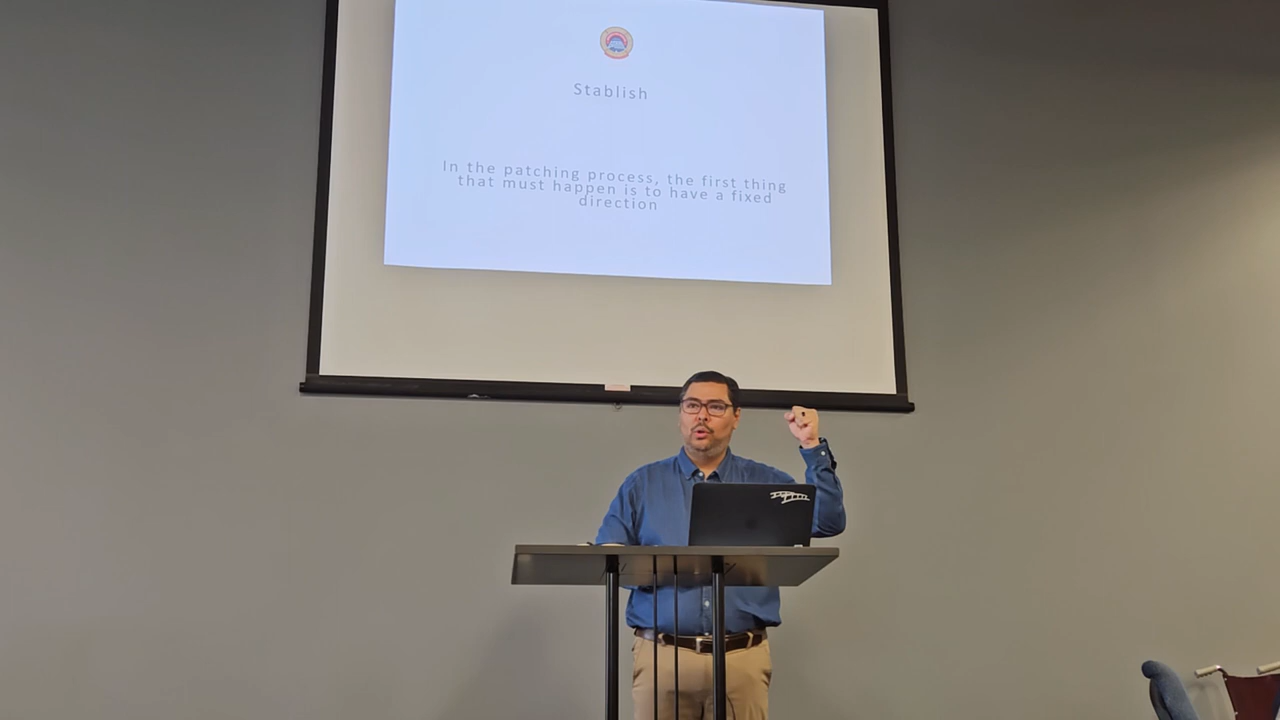 Stablish
In the patching process, the first thing
that must happen is to have a fixed
direction